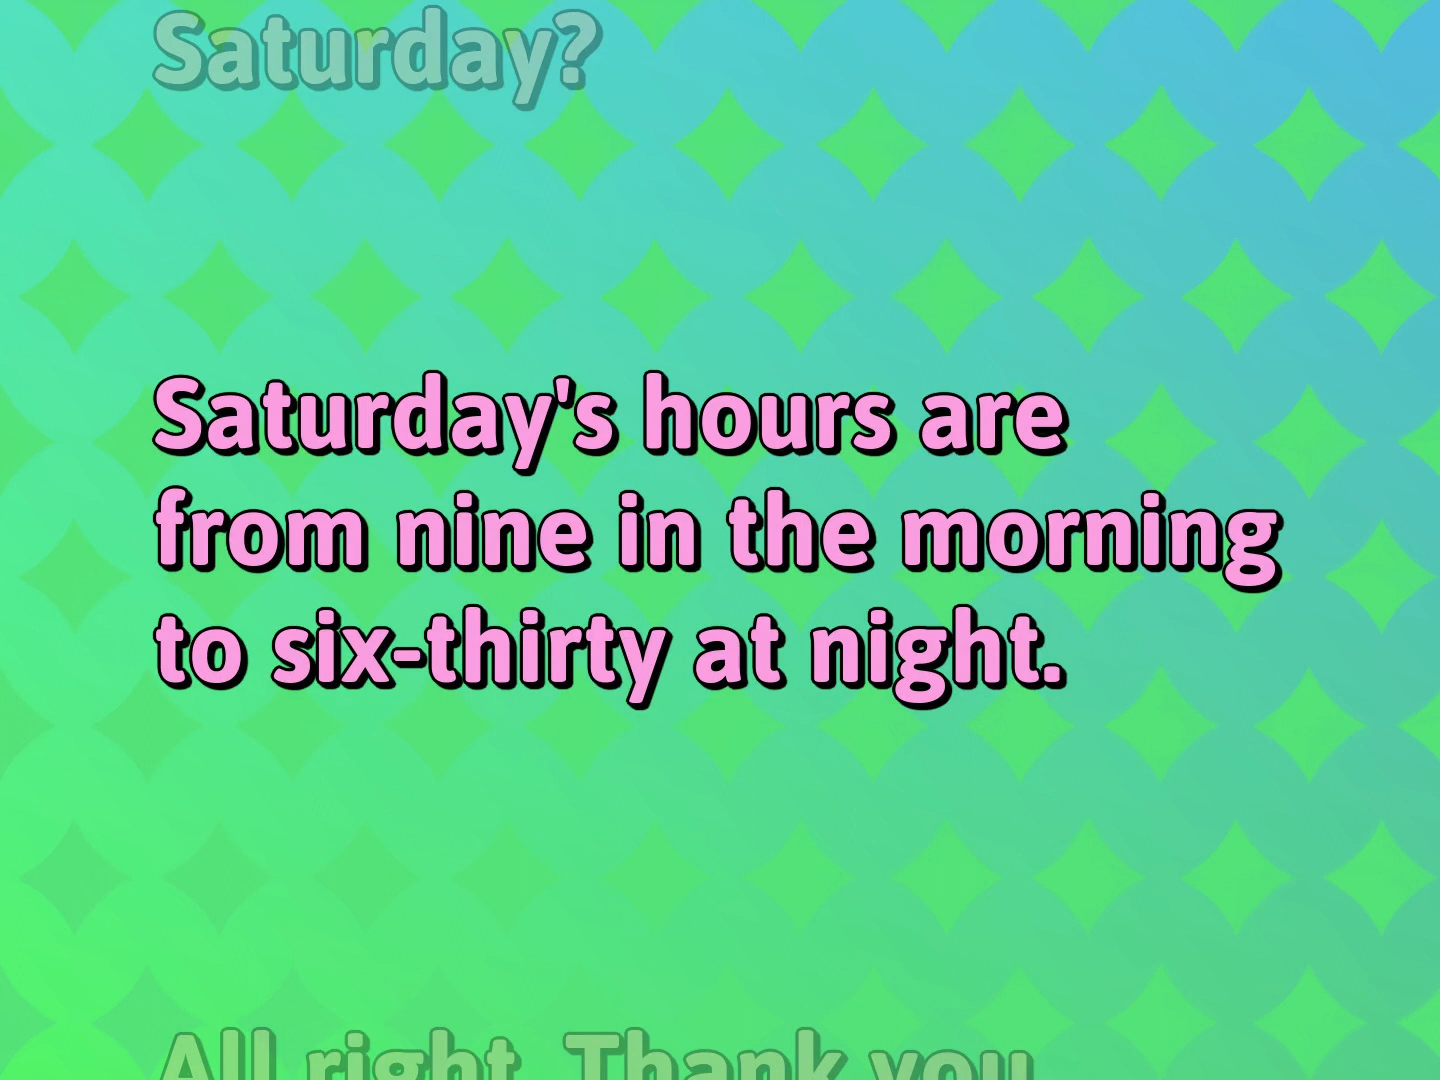 Saturday?
Saturday's hours are
from nine in the morning
to six-thirty at night.
All right. Thank you